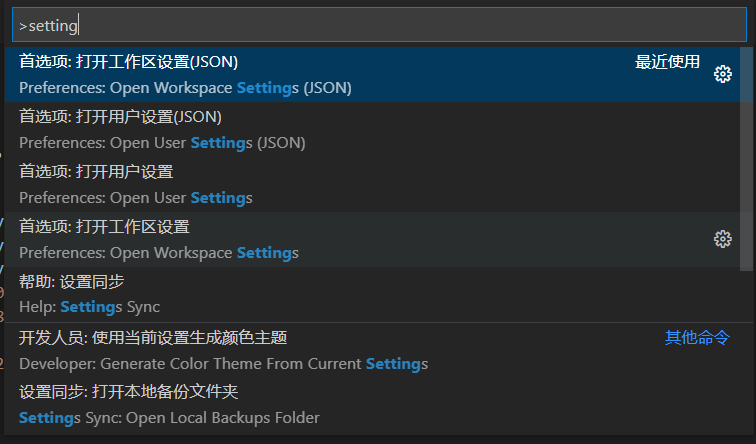 >setting
首选项: 打开工作区设置(JSON) 最近使用
Preferences: Open Workspace Settings (JSON)
首选项: 打开用户设置(JSON)
Preferences: Open User Settings (JSON)
首选项: 打开用户设置
Preferences: Open User Settings
首选项: 打开工作区设置
Preferences: Open Workspace Settings
帮助: 设置同步
Help: Settings Sync
开发人员: 使用当前设置生成颜色主题 其他命令
Developer: Generate Color Theme From Current Settings
设置同步: 打开本地备份文件夹
Settings Sync: Open Local Backups Folder